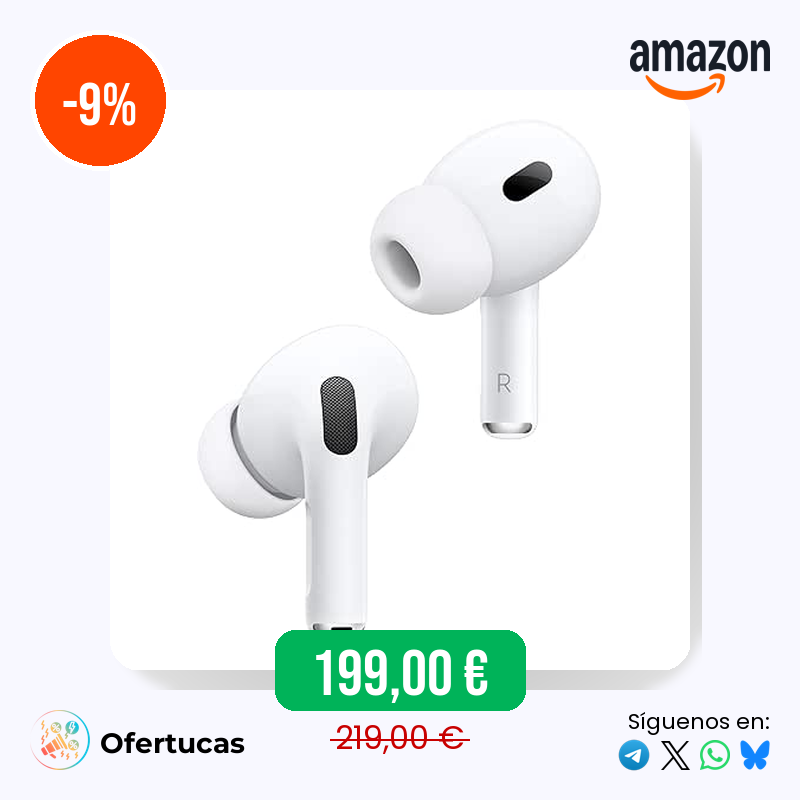 -9%
amazon
R
199,00 €
219,00 €
Ofertucas
Síguenos en: